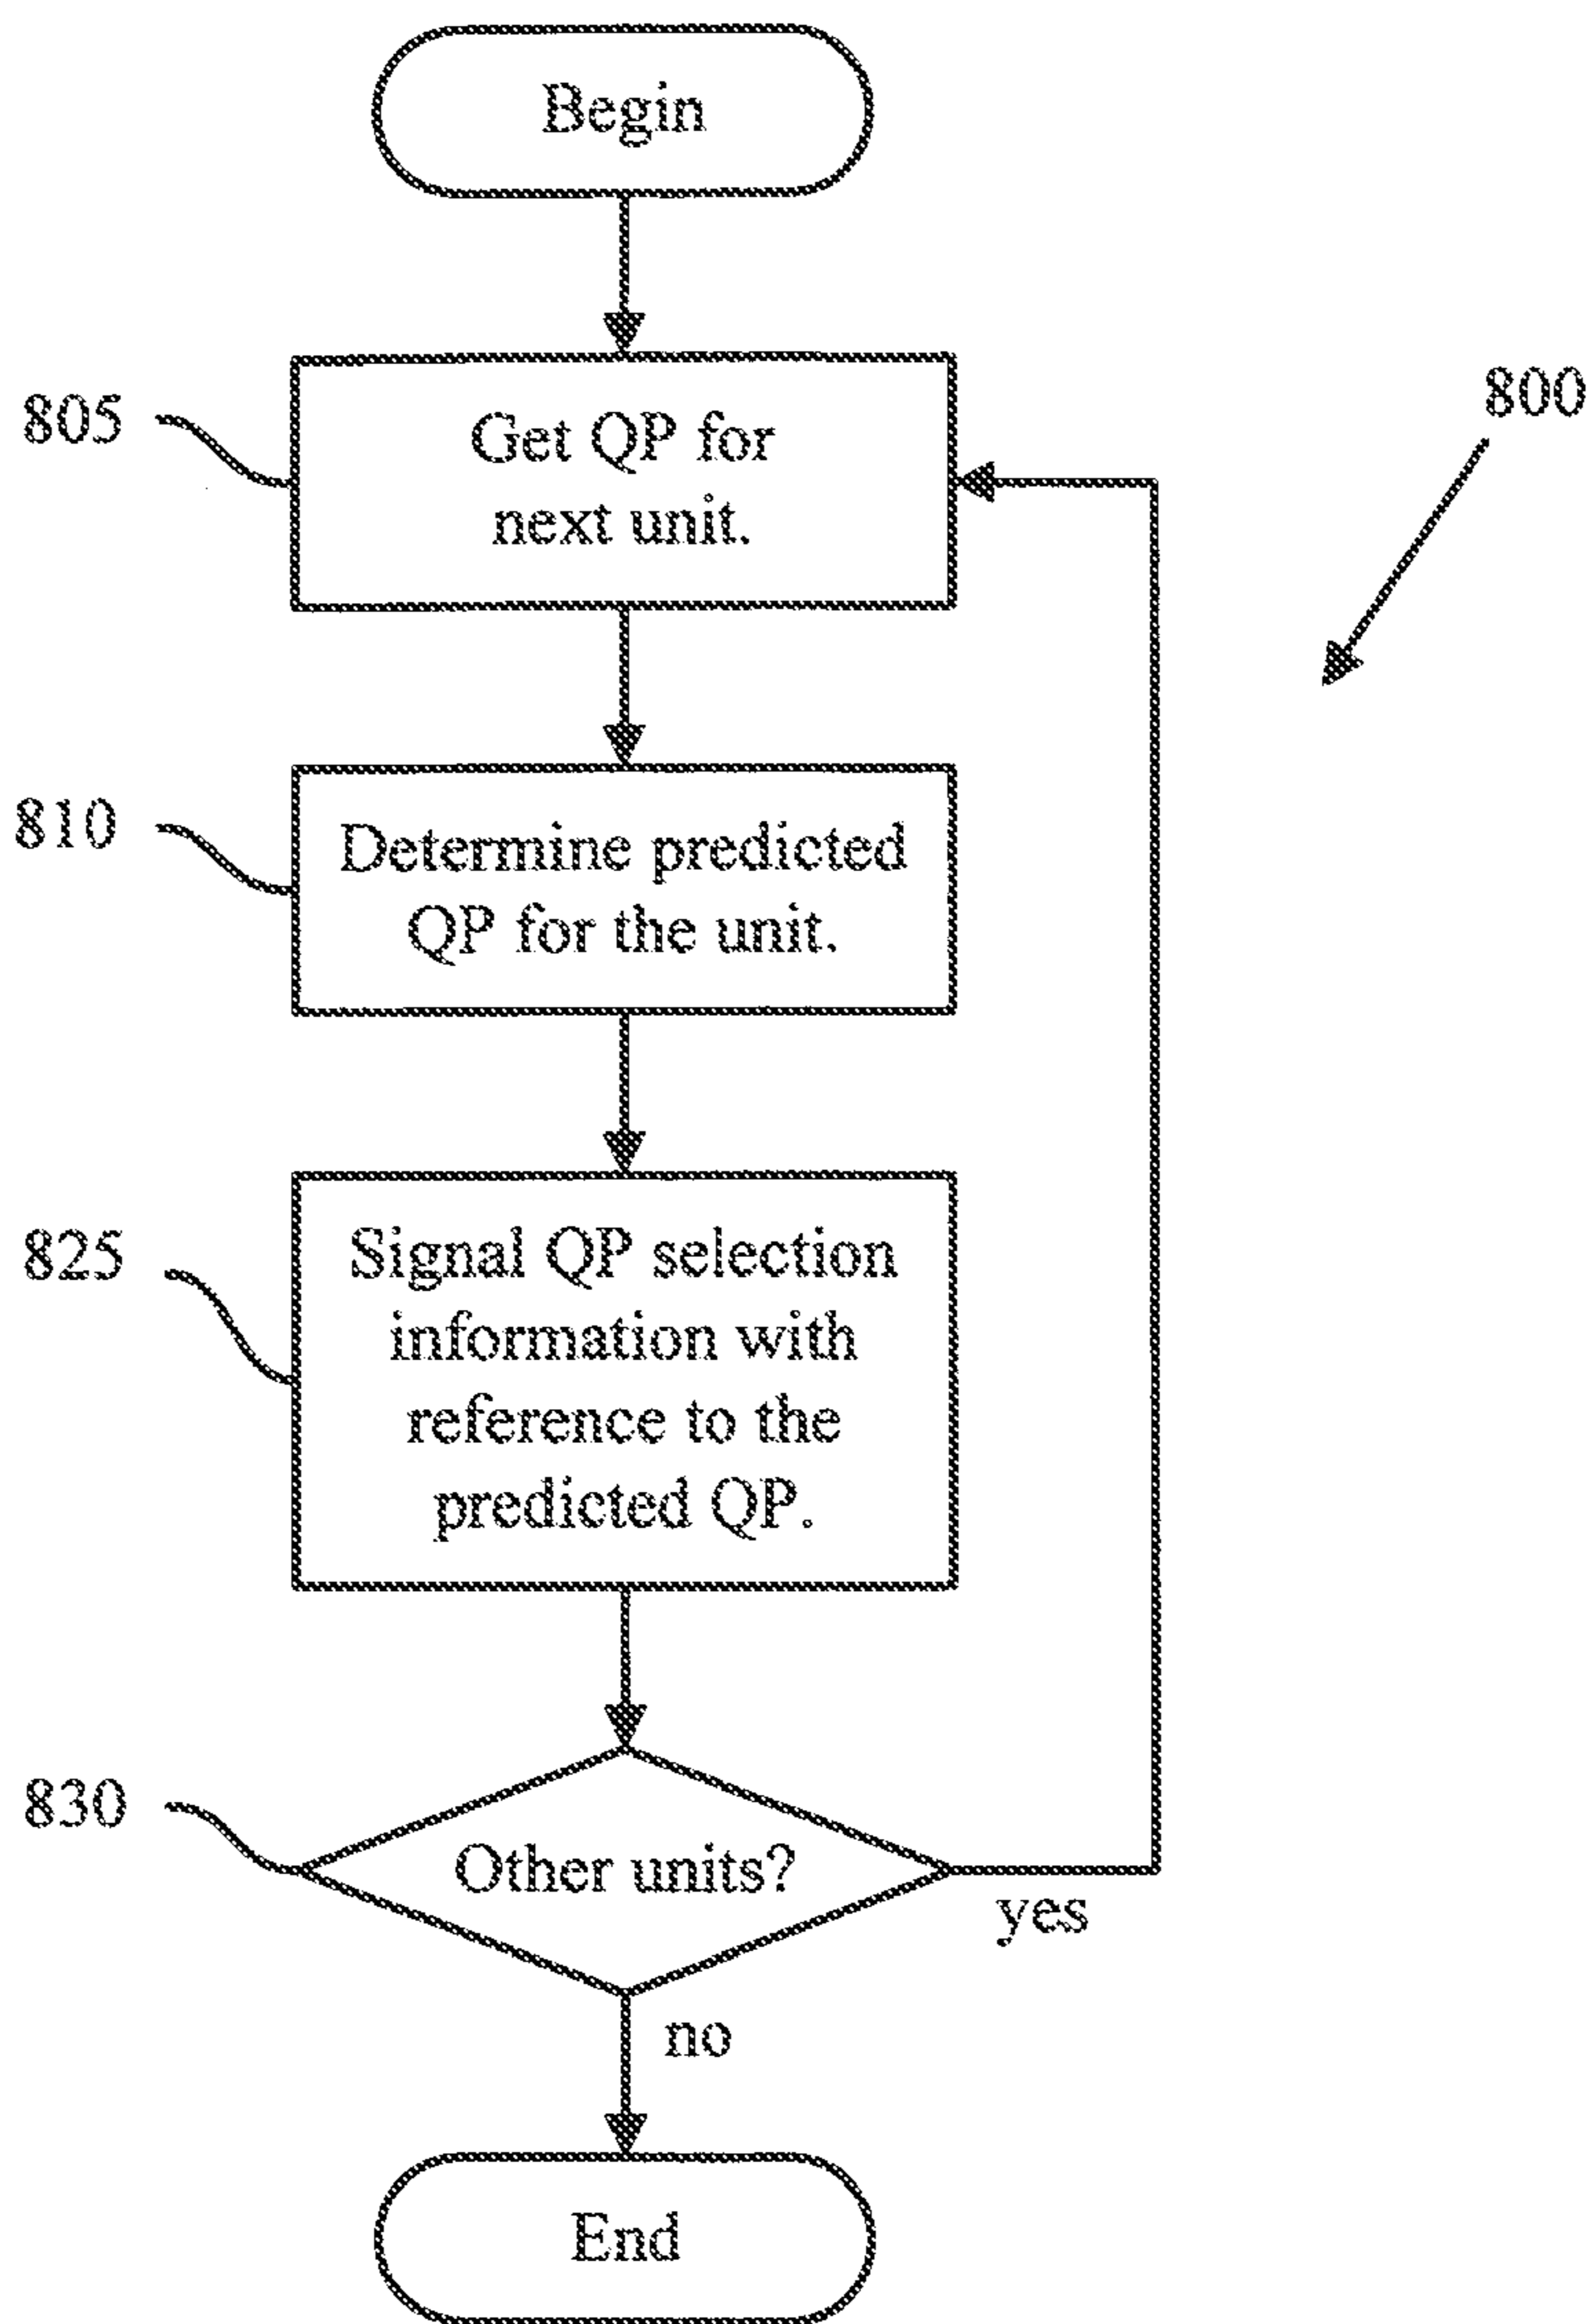 Begin
800
805
Get QP for
next unit.
810
Determine predicted
QP for the unit.
825
Signal QP selection
information with
reference to the
predicted QP.
830
Other units?
yes
no
End